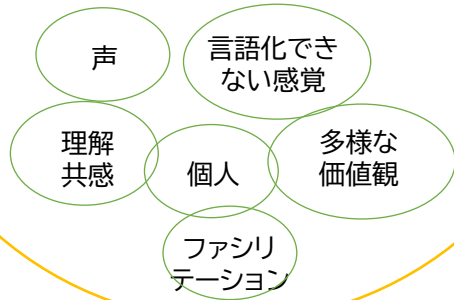 声
言語化でき
ない感覚
理解
共感
個人
多様な
価値観
ファシリ
テーション